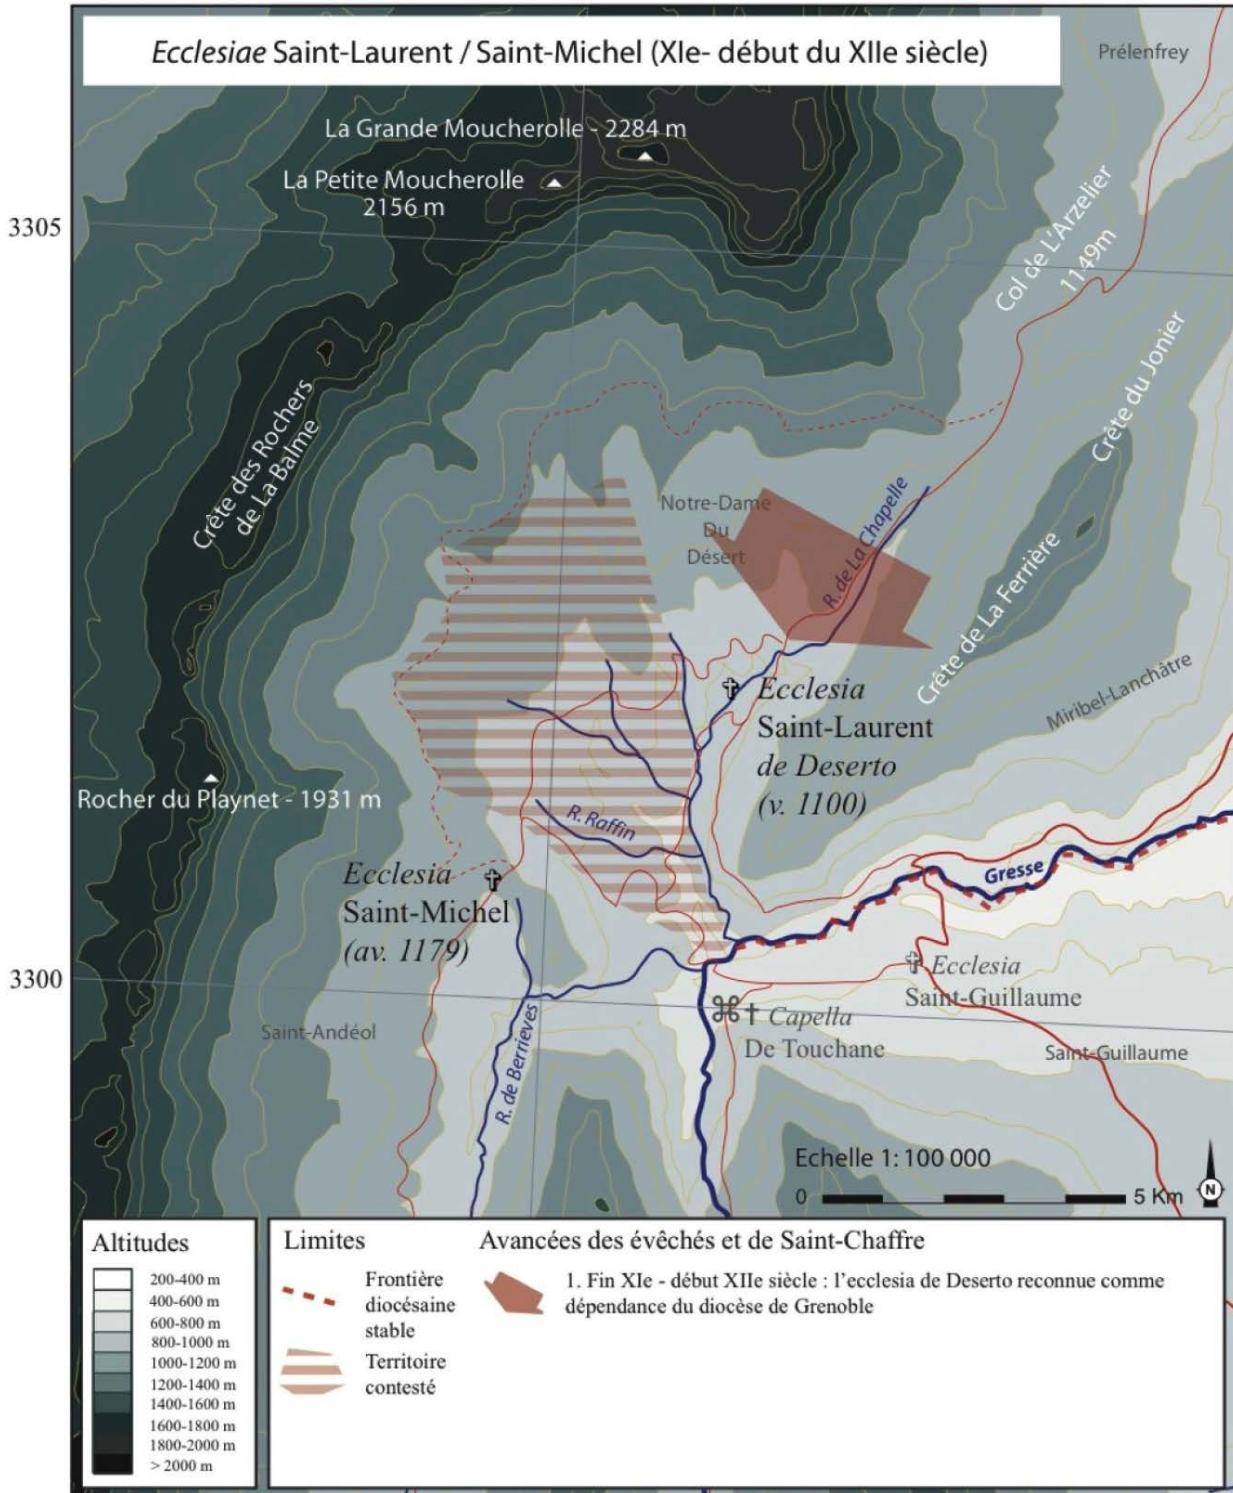 Ecclesiae Saint-Laurent / Saint-Michel (XIe- début du XIIe siècle)
Prélenfrey
La Grande Moucherolle - 2284 m
La Petite Moucherolle
2156 m
3305
Col de L'Arzelier
1149m
Crête du Jonier
Crête des Rochers
de La Balme
Notre-Dame
Du
Désert
R. de La Chapelle
Crête de La Ferrière
Miribel-Lanchâtre
Ecclesia
Saint-Laurent
de Deserto
(v. 1100)
Rocher du Playnet - 1931 m
R. Raffin
Ecclesia
Saint-Michel
(av. 1179)
Gresse
3300
Ecclesia
Saint-Guillaume
Capella
De Touchane
Saint-Andéol
R. de Berrièves
Saint-Guillaume
Echelle 1: 100 000
0 5 Km
N
Altitudes
200-400 m
400-600 m
600-800 m
800-1000 m
1000-1200 m
1200-1400 m
1400-1600 m
1600-1800 m
1800-2000 m
> 2000 m
Limites
Frontière
diocésaine
stable
Territoire
contesté
Avancées des évêchés et de Saint-Chaffre
1. Fin XIe - début XIIe siècle : l'ecclesia de Deserto reconnue comme
dépendance du diocèse de Grenoble